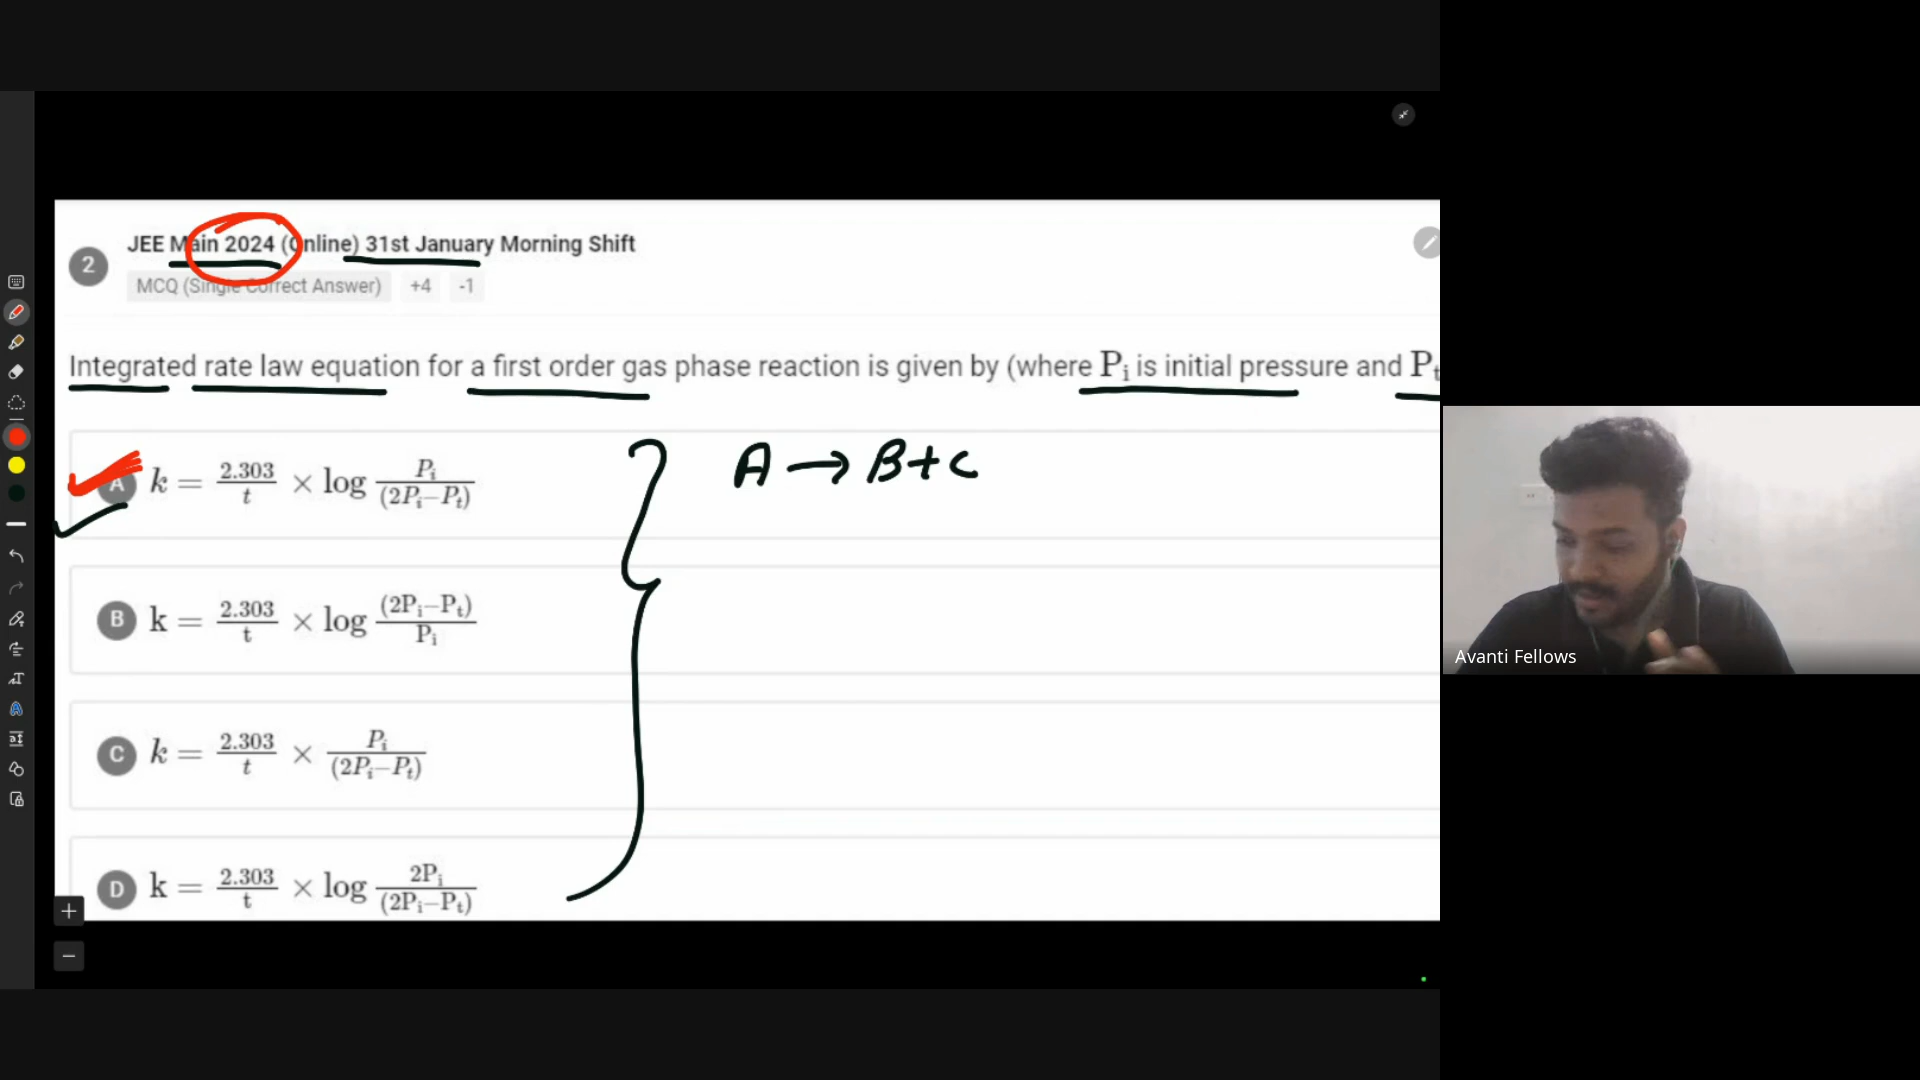 JEE Main 2024 (Online) 31st January Morning Shift
2
MCQ (Single Correct Answer) +4 -1
Integrated rate law equation for a first order gas phase reaction is given by (where Pᵢ is initial pressure and Pₜ
A k = 2.303/t × log Pᵢ/(2Pᵢ−Pₜ)
A → B + C
B k = 2.303/t × log (2Pᵢ−Pₜ)/Pᵢ
C k = 2.303/t × Pᵢ/(2Pᵢ−Pₜ)
D k = 2.303/t × log 2Pᵢ/(2Pᵢ−Pₜ)
Avanti Fellows